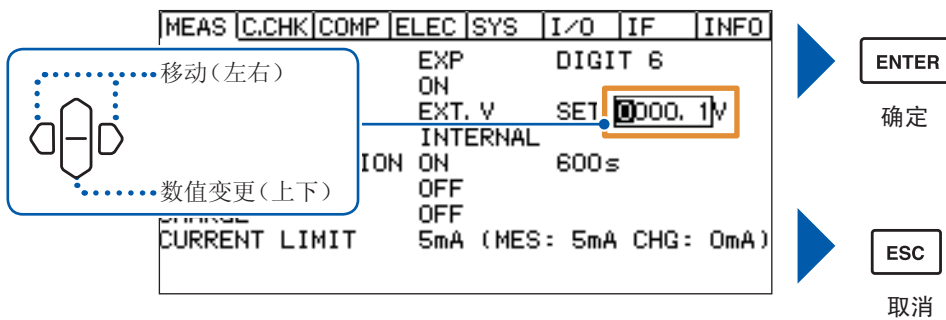 MEAS C.CHK COMP ELEC SYS I/O IF INFO
移动(左右)
EXP DIGIT 6
ON
EXT. V SET 0000. 1V
INTERNAL
ION ON 600s
数值变更(上下)
OFF
OFF
CURRENT LIMIT 5mA (MES: 5mA CHG: 0mA)
ENTER
确定
ESC
取消